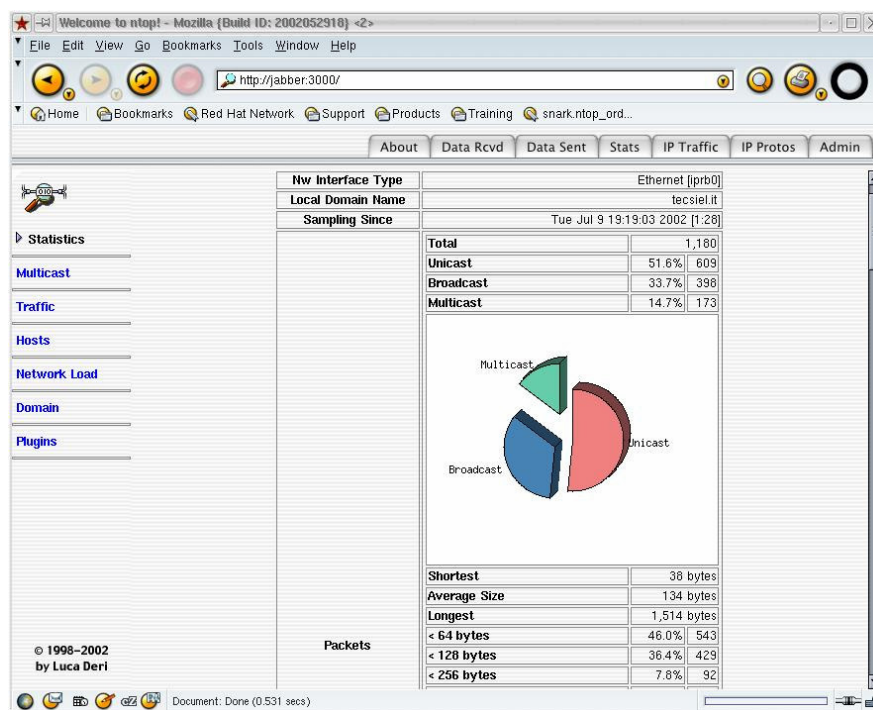 Welcome to ntop! - Mozilla {Build ID: 2002052918} <2>
File Edit View Go Bookmarks Tools Window Help
http://jabber:3000/
Home Bookmarks Red Hat Network Support Products Training snark.ntop_ord...
About Data Rcvd Data Sent Stats IP Traffic IP Protos Admin
Statistics
Multicast
Traffic
Hosts
Network Load
Domain
Plugins
© 1998-2002
by Luca Deri
Nw Interface Type Ethernet [iprb0]
Local Domain Name tecsiel.it
Sampling Since Tue Jul 9 19:19:03 2002 [1:28]
Packets
Total 1,180
Unicast 51.6% 609
Broadcast 33.7% 398
Multicast 14.7% 173
Multicast
Unicast
Broadcast
Shortest 38 bytes
Average Size 134 bytes
Longest 1,514 bytes
< 64 bytes 46.0% 543
< 128 bytes 36.4% 429
< 256 bytes 7.8% 92
Document: Done (0.531 secs)